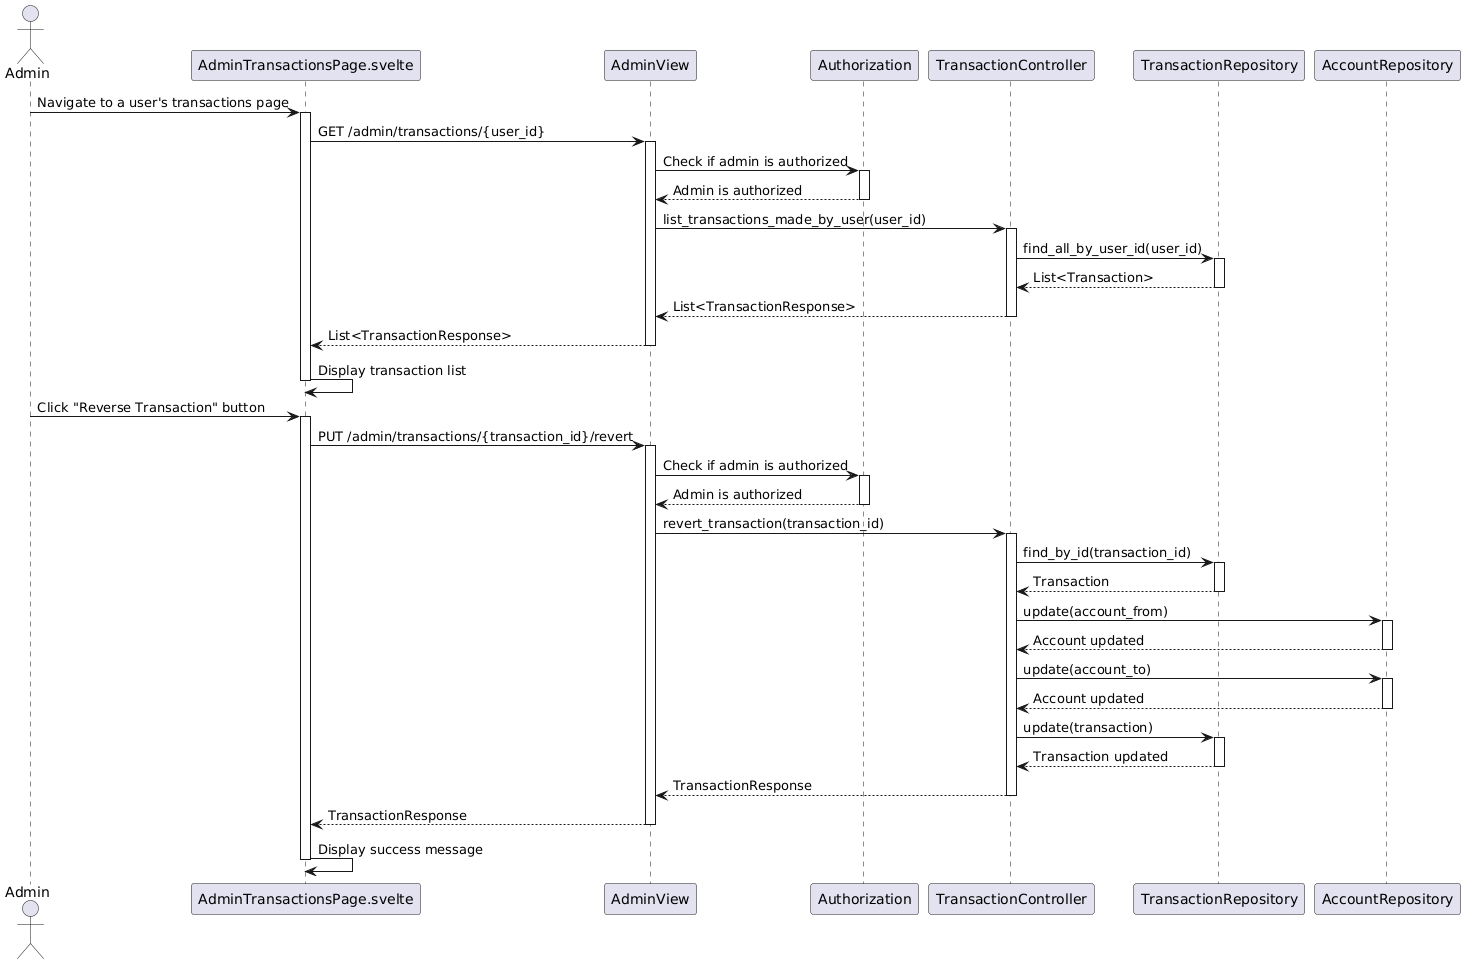 Admin
AdminTransactionsPage.svelte
AdminView
Authorization
TransactionController
TransactionRepository
AccountRepository
Navigate to a user's transactions page
GET /admin/transactions/{user_id}
Check if admin is authorized
Admin is authorized
list_transactions_made_by_user(user_id)
find_all_by_user_id(user_id)
List<Transaction>
List<TransactionResponse>
List<TransactionResponse>
Display transaction list
Click "Reverse Transaction" button
PUT /admin/transactions/{transaction_id}/revert
Check if admin is authorized
Admin is authorized
revert_transaction(transaction_id)
find_by_id(transaction_id)
Transaction
update(account_from)
Account updated
update(account_to)
Account updated
update(transaction)
Transaction updated
TransactionResponse
TransactionResponse
Display success message
Admin
AdminTransactionsPage.svelte
AdminView
Authorization
TransactionController
TransactionRepository
AccountRepository